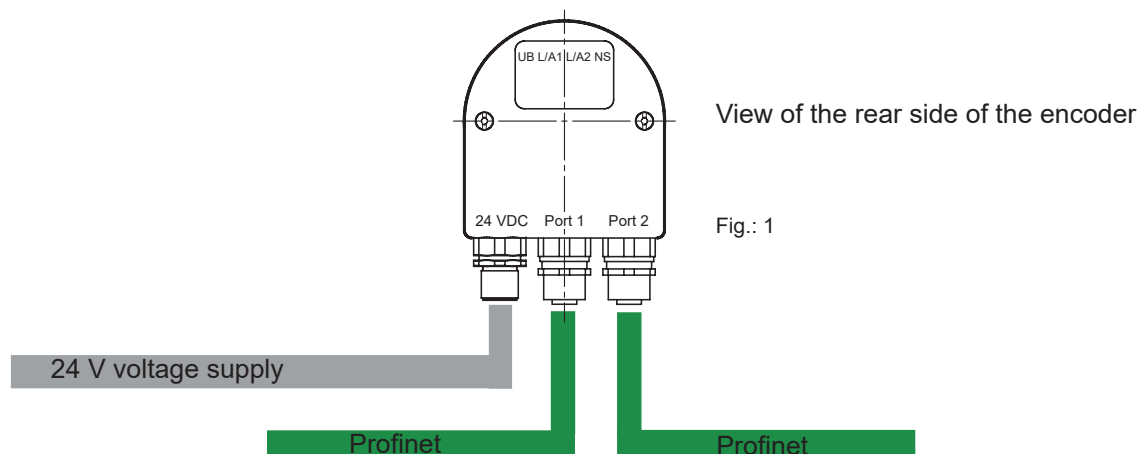 UB L/A1 L/A2 NS
View of the rear side of the encoder
24 VDC Port 1 Port 2
Fig.: 1
24 V voltage supply
Profinet Profinet